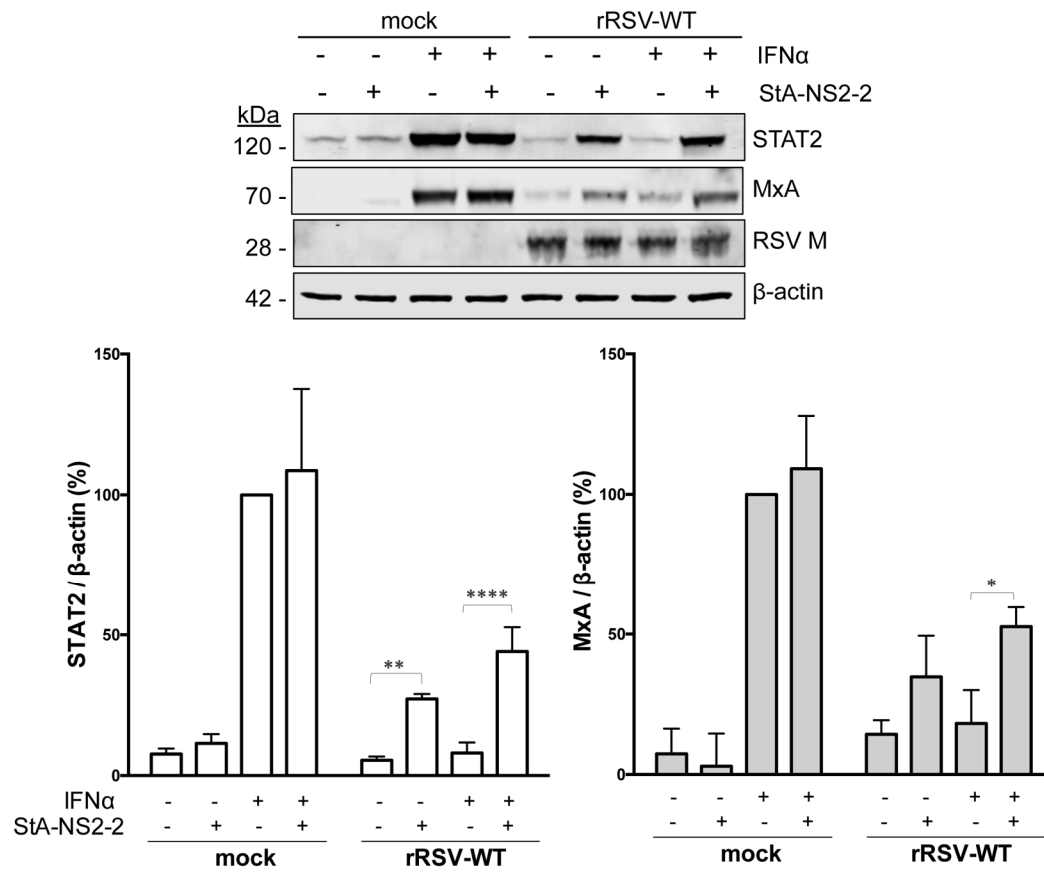 mock rRSV-WT
- - + + - - + + IFNα
- + - + - + - + StA-NS2-2
kDa
120 - STAT2
70 - MxA
28 - RSV M
42 - β-actin
150
100
50
0
STAT2 / β-actin (%)
**
****
IFNα - - + + - - + +
StA-NS2-2 - + - + - + - +
mock rRSV-WT
150
100
50
0
MxA / β-actin (%)
*
- - + + - - + +
- + - + - + - +
mock rRSV-WT